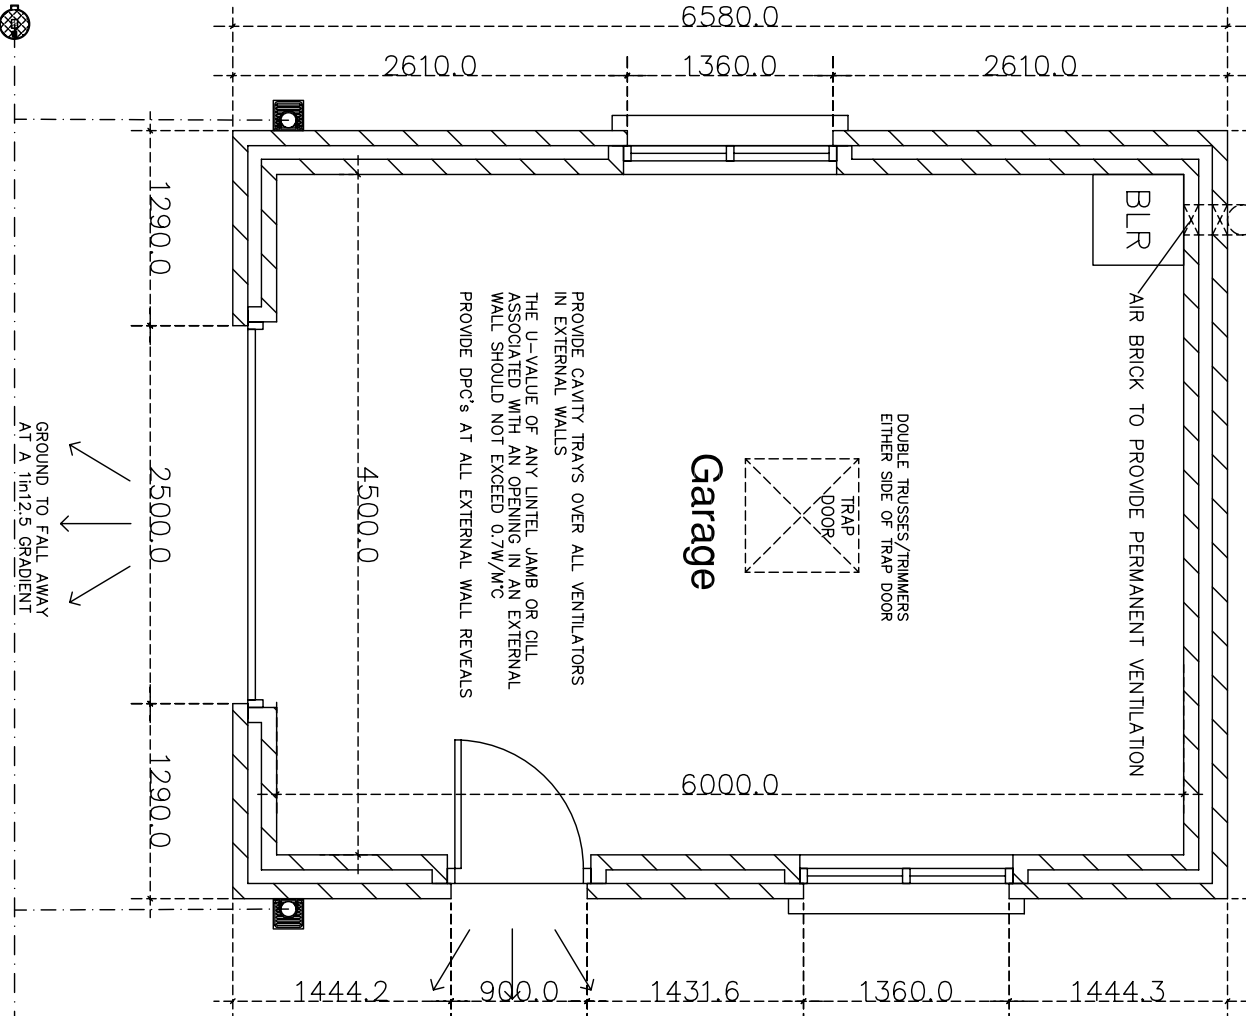 6580.0
2610.0
1360.0
2610.0
1290.0
2500.0
1290.0
4500.0
6000.0
BLR
AIR BRICK TO PROVIDE PERMANENT VENTILATION
DOUBLE TRUSSES/TRIMMERS
EITHER SIDE OF TRAP DOOR
TRAP
DOOR
Garage
PROVIDE CAVITY TRAYS OVER ALL VENTILATORS
IN EXTERNAL WALLS
THE U-VALUE OF ANY LINTEL JAMB OR CILL
ASSOCIATED WITH AN OPENING IN AN EXTERNAL
WALL SHOULD NOT EXCEED 0.7W/M°C
PROVIDE DPC's AT ALL EXTERNAL WALL REVEALS
GROUND TO FALL AWAY
AT A 1in12.5 GRADIENT
1444.2
900.0
1431.6
1360.0
1444.3